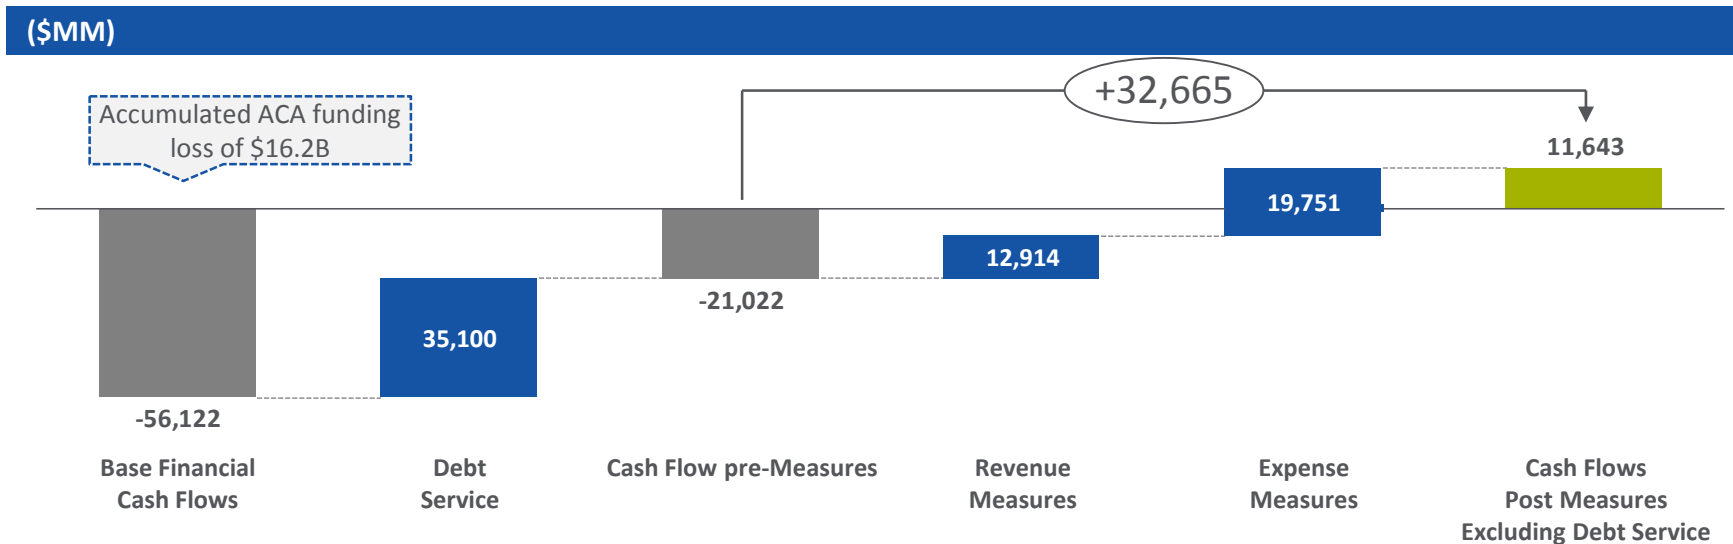 ($MM)
Accumulated ACA funding
loss of $16.2B
+32,665
11,643
19,751
12,914
-21,022
35,100
-56,122
Base Financial
Cash Flows
Debt
Service
Cash Flow pre-Measures
Revenue
Measures
Expense
Measures
Cash Flows
Post Measures
Excluding Debt Service